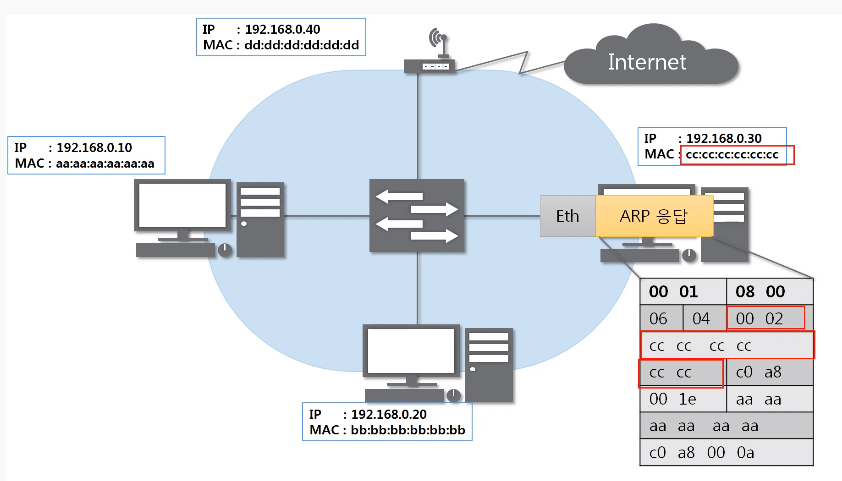 IP : 192.168.0.40
MAC : dd:dd:dd:dd:dd:dd
Internet
IP : 192.168.0.10
MAC : aa:aa:aa:aa:aa:aa
IP : 192.168.0.30
MAC : cc:cc:cc:cc:cc:cc
Eth ARP 응답
00 01 08 00
06 04 00 02
cc cc cc cc
cc cc c0 a8
00 1e aa aa
aa aa aa aa
c0 a8 00 0a
IP : 192.168.0.20
MAC : bb:bb:bb:bb:bb:bb